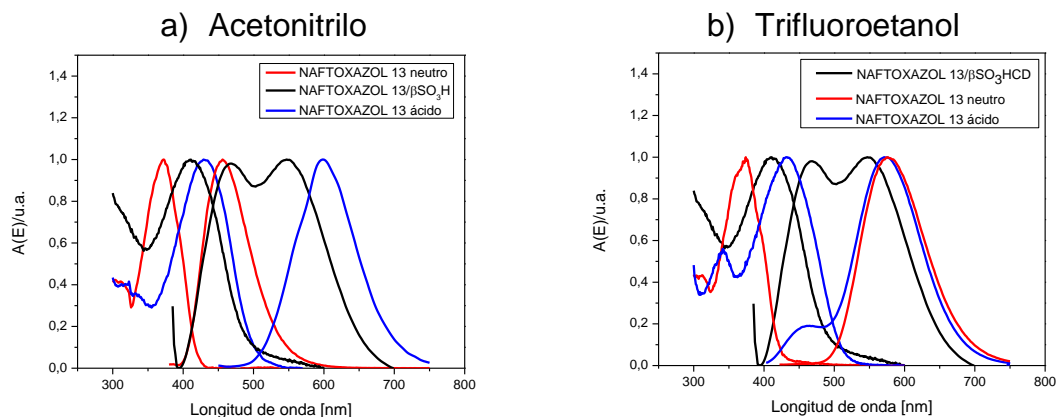 a) Acetonitrilo
1,4
1,2
1,0
0,8
0,6
0,4
0,2
0,0
A(E)/u.a.
NAFTOXAZOL 13 neutro
NAFTOXAZOL 13/βSO₃H
NAFTOXAZOL 13 ácido
300 400 500 600 700 800
Longitud de onda [nm]
b) Trifluoroetanol
1,4
1,2
1,0
0,8
0,6
0,4
0,2
0,0
A(E)/u.a.
NAFTOXAZOL 13/βSO₃HCD
NAFTOXAZOL 13 neutro
NAFTOXAZOL 13 ácido
300 400 500 600 700 800
Longitud de onda [nm]